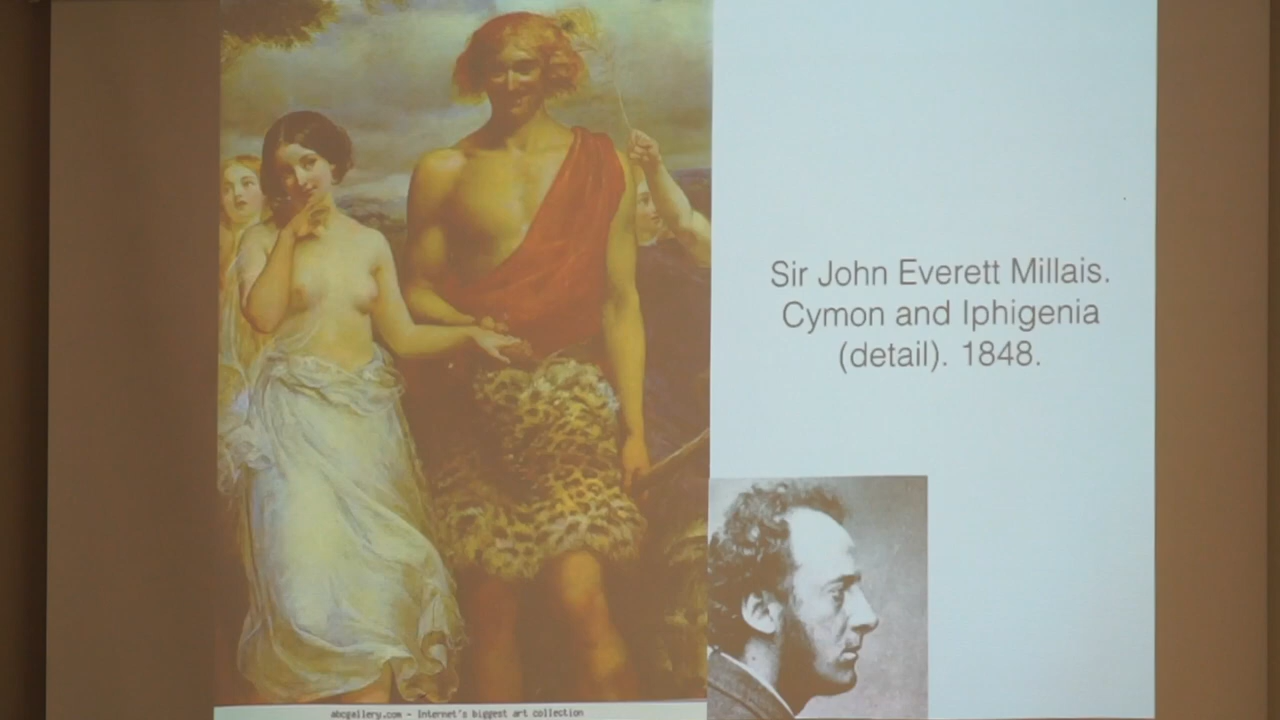 Sir John Everett Millais.
Cymon and Iphigenia
(detail). 1848.
abcgallery.com - Internet's biggest art collection